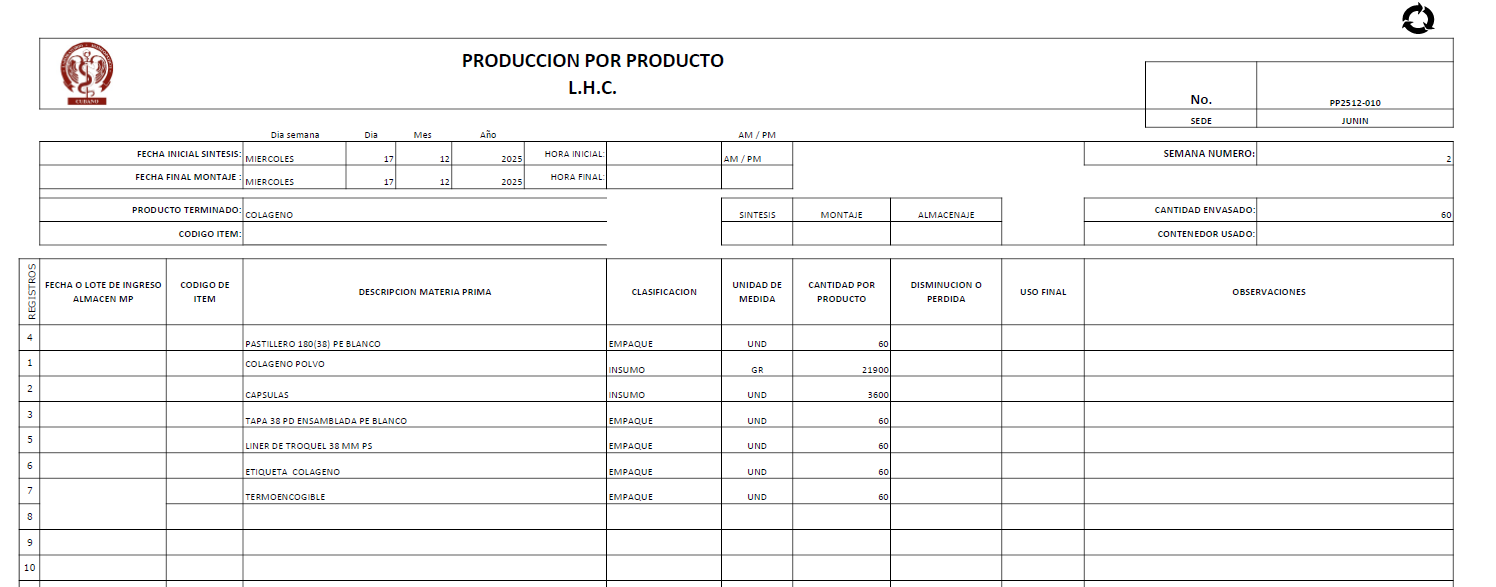 PRODUCCION POR PRODUCTO
L.H.C.
CUBANO
No. PP2512-010
SEDE JUNIN
Dia semana Dia Mes Año AM / PM
FECHA INICIAL SINTESIS: MIERCOLES 17 12 2025 HORA INICIAL: AM / PM SEMANA NUMERO: 2
FECHA FINAL MONTAJE : MIERCOLES 17 12 2025 HORA FINAL:
PRODUCTO TERMINADO: COLAGENO SINTESIS MONTAJE ALMACENAJE CANTIDAD ENVASADO: 60
CODIGO ITEM: CONTENEDOR USADO:
REGISTROS FECHA O LOTE DE INGRESO ALMACEN MP CODIGO DE ITEM DESCRIPCION MATERIA PRIMA CLASIFICACION UNIDAD DE MEDIDA CANTIDAD POR PRODUCTO DISMINUCION O PERDIDA USO FINAL OBSERVACIONES
4 PASTILLERO 180(38) PE BLANCO EMPAQUE UND 60
1 COLAGENO POLVO INSUMO GR 21900
2 CAPSULAS INSUMO UND 3600
3 TAPA 38 PD ENSAMBLADA PE BLANCO EMPAQUE UND 60
5 LINER DE TROQUEL 38 MM PS EMPAQUE UND 60
6 ETIQUETA  COLAGENO EMPAQUE UND 60
7 TERMOENCOGIBLE EMPAQUE UND 60
8
9
10